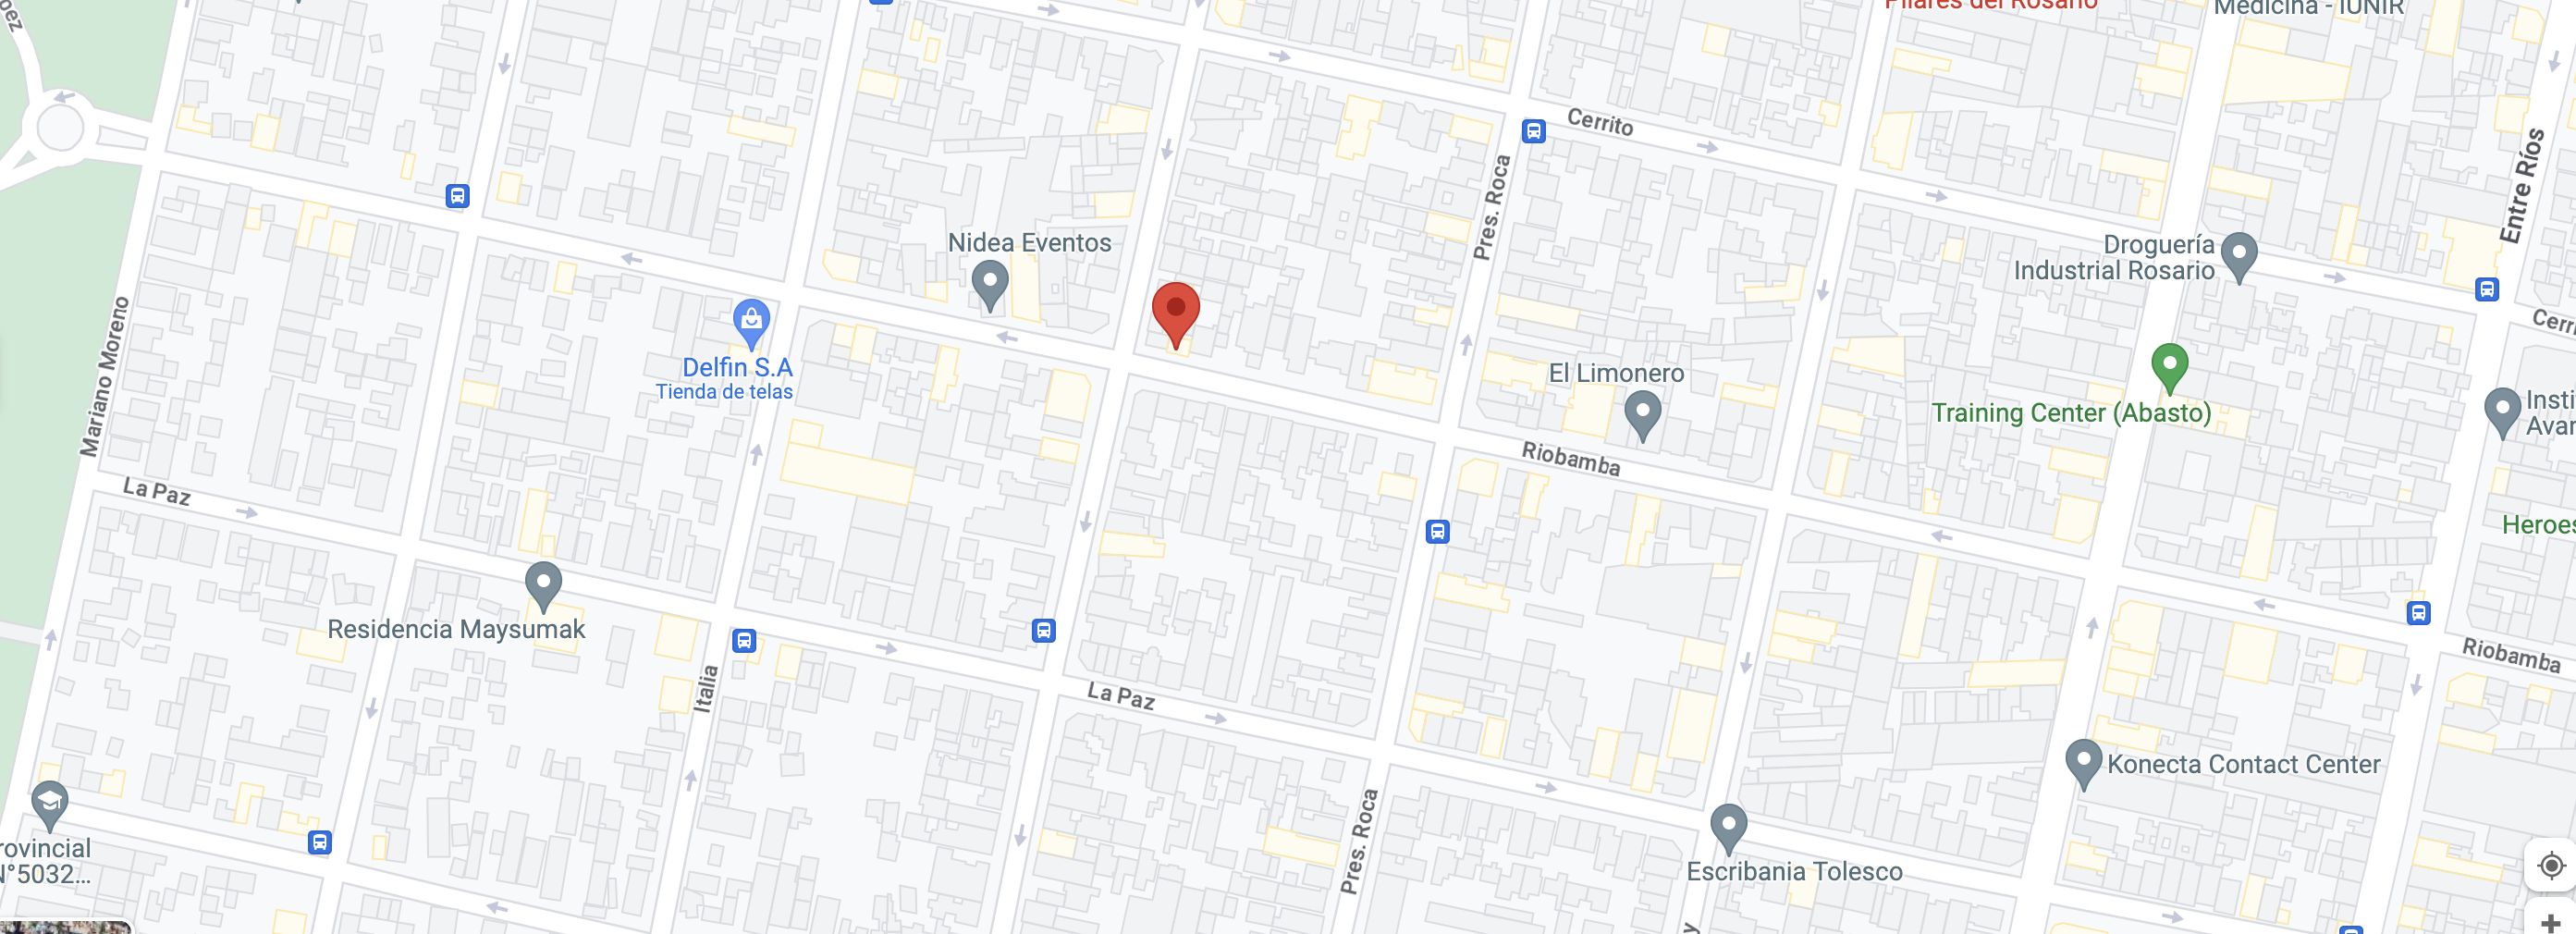 Pilares del Rosario
Medicina - IUNIR
Cerrito
Pres. Roca
Entre Ríos
Nidea Eventos
Droguería
Industrial Rosario
Mariano Moreno
Delfin S.A
Tienda de telas
El Limonero
Cerri
Training Center (Abasto)
Insti
Avar
Riobamba
La Paz
Heroes
Residencia Maysumak
Italia
Riobamba
La Paz
Konecta Contact Center
Pres. Roca
rovincial
N°5032...
Escribania Tolesco
y